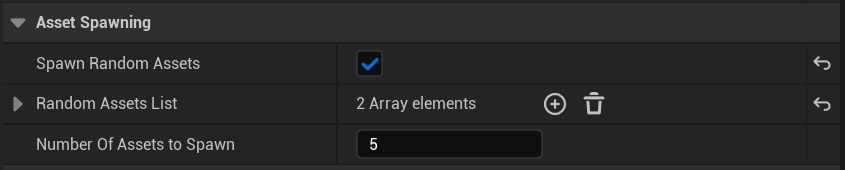 Asset Spawning
Spawn Random Assets
Random Assets List 2 Array elements
Number Of Assets to Spawn 5